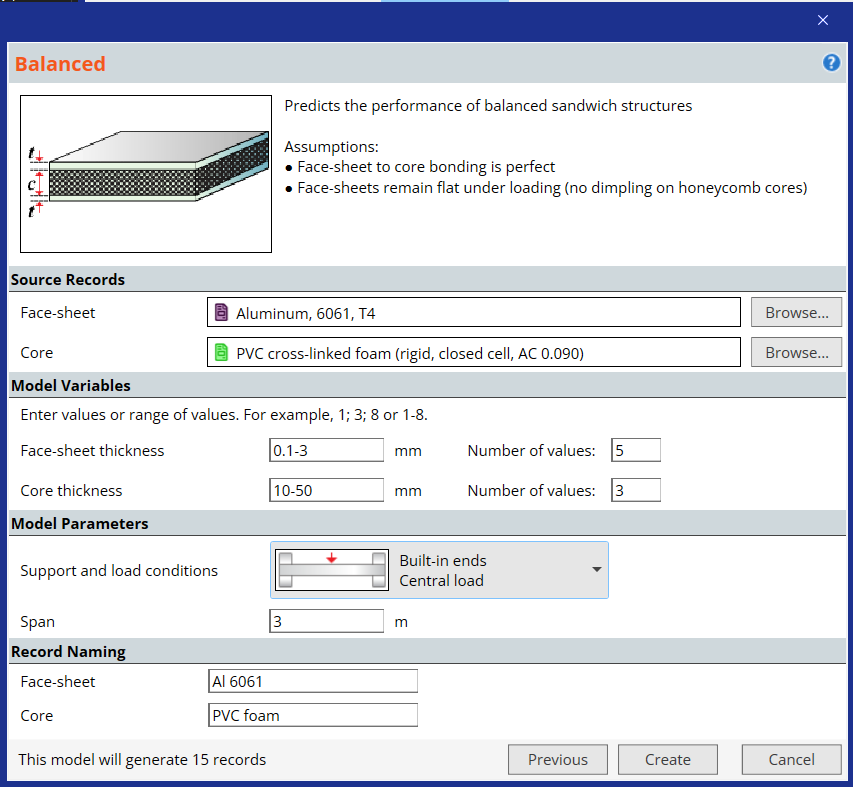 Balanced
?
t
c
t
Predicts the performance of balanced sandwich structures
Assumptions:
● Face-sheet to core bonding is perfect
● Face-sheets remain flat under loading (no dimpling on honeycomb cores)
Source Records
Face-sheet Aluminum, 6061, T4 Browse...
Core PVC cross-linked foam (rigid, closed cell, AC 0.090) Browse...
Model Variables
Enter values or range of values. For example, 1; 3; 8 or 1-8.
Face-sheet thickness 0.1-3 mm Number of values: 5
Core thickness 10-50 mm Number of values: 3
Model Parameters
Support and load conditions Built-in ends
Central load
Span 3 m
Record Naming
Face-sheet Al 6061
Core PVC foam
This model will generate 15 records Previous Create Cancel